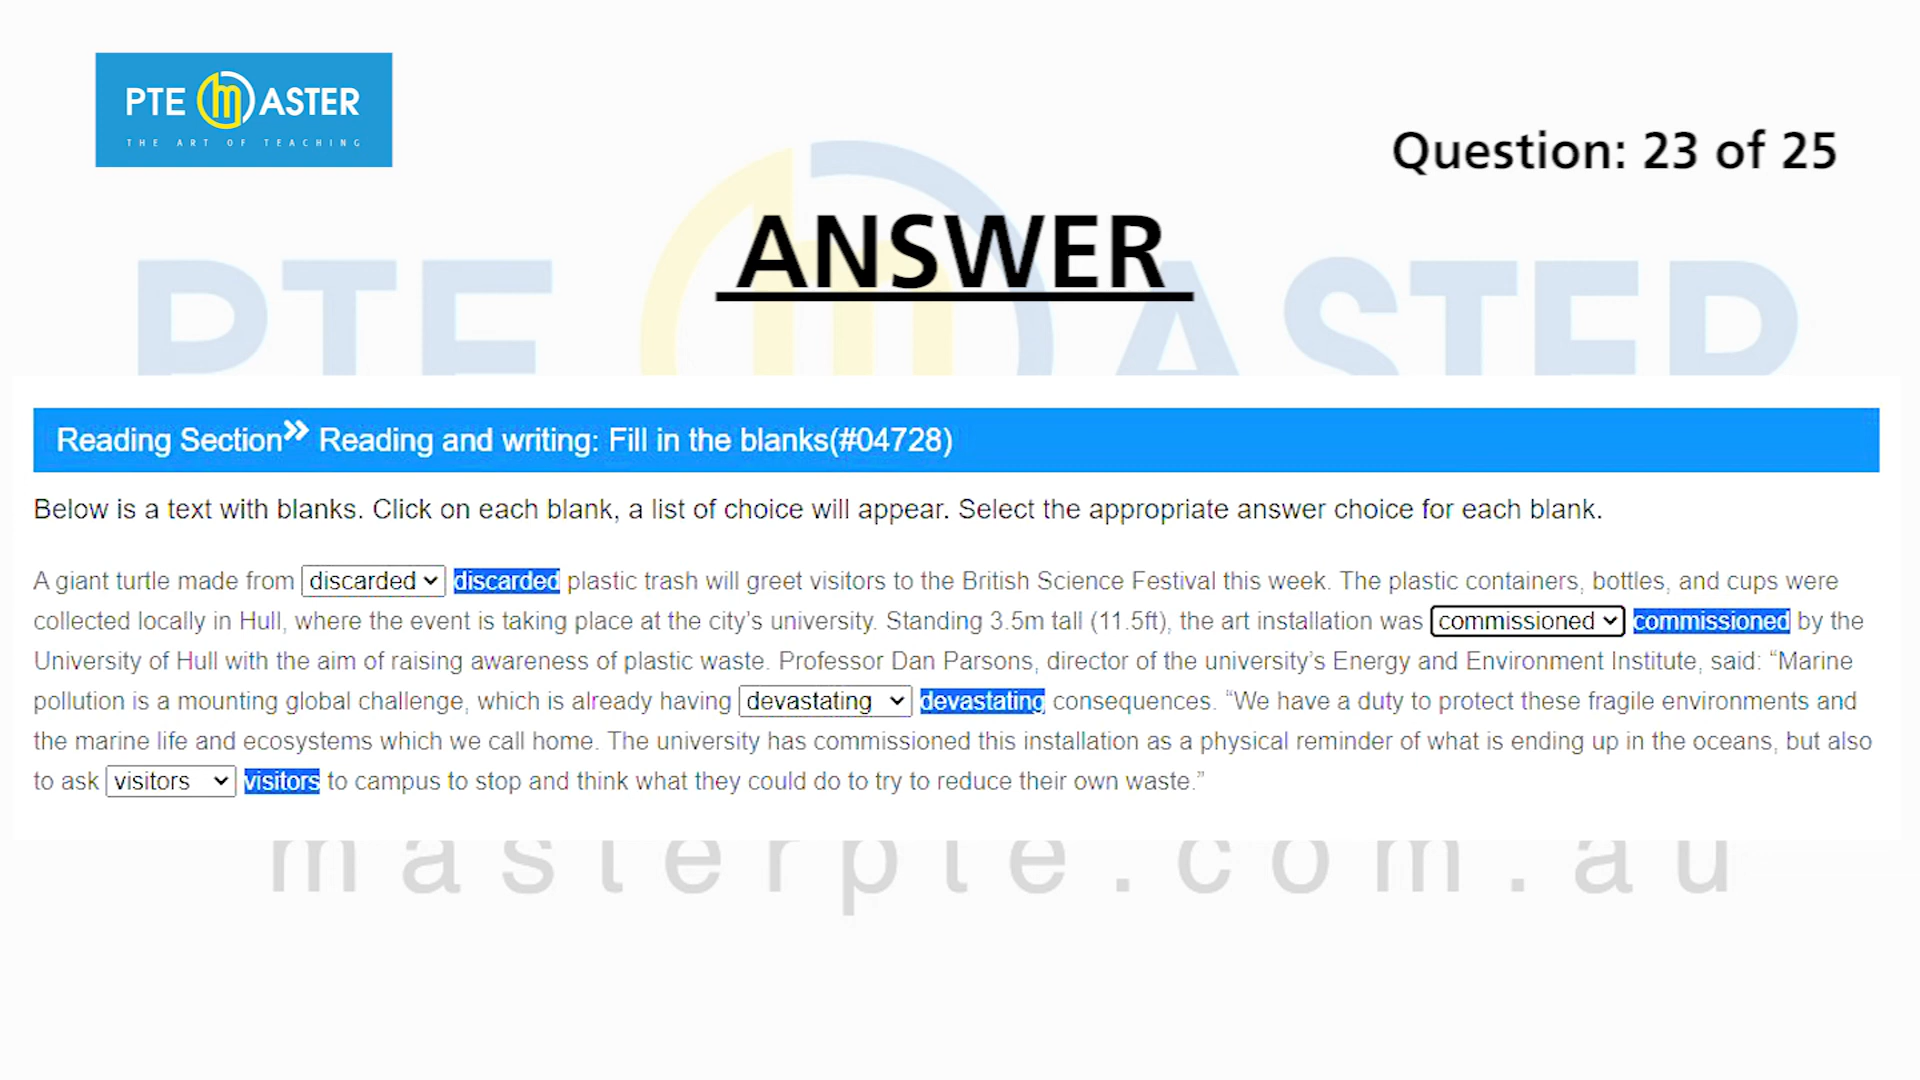 PTE MASTER
THE ART OF TEACHING
Question: 23 of 25
ANSWER
PTE MASTER
Reading Section» Reading and writing: Fill in the blanks(#04728)
Below is a text with blanks. Click on each blank, a list of choice will appear. Select the appropriate answer choice for each blank.
A giant turtle made from discarded discarded plastic trash will greet visitors to the British Science Festival this week. The plastic containers, bottles, and cups were
collected locally in Hull, where the event is taking place at the city’s university. Standing 3.5m tall (11.5ft), the art installation was commissioned commissioned by the
University of Hull with the aim of raising awareness of plastic waste. Professor Dan Parsons, director of the university’s Energy and Environment Institute, said: “Marine
pollution is a mounting global challenge, which is already having devastating devastating consequences. “We have a duty to protect these fragile environments and
the marine life and ecosystems which we call home. The university has commissioned this installation as a physical reminder of what is ending up in the oceans, but also
to ask visitors visitors to campus to stop and think what they could do to try to reduce their own waste.”
masterpte.com.au